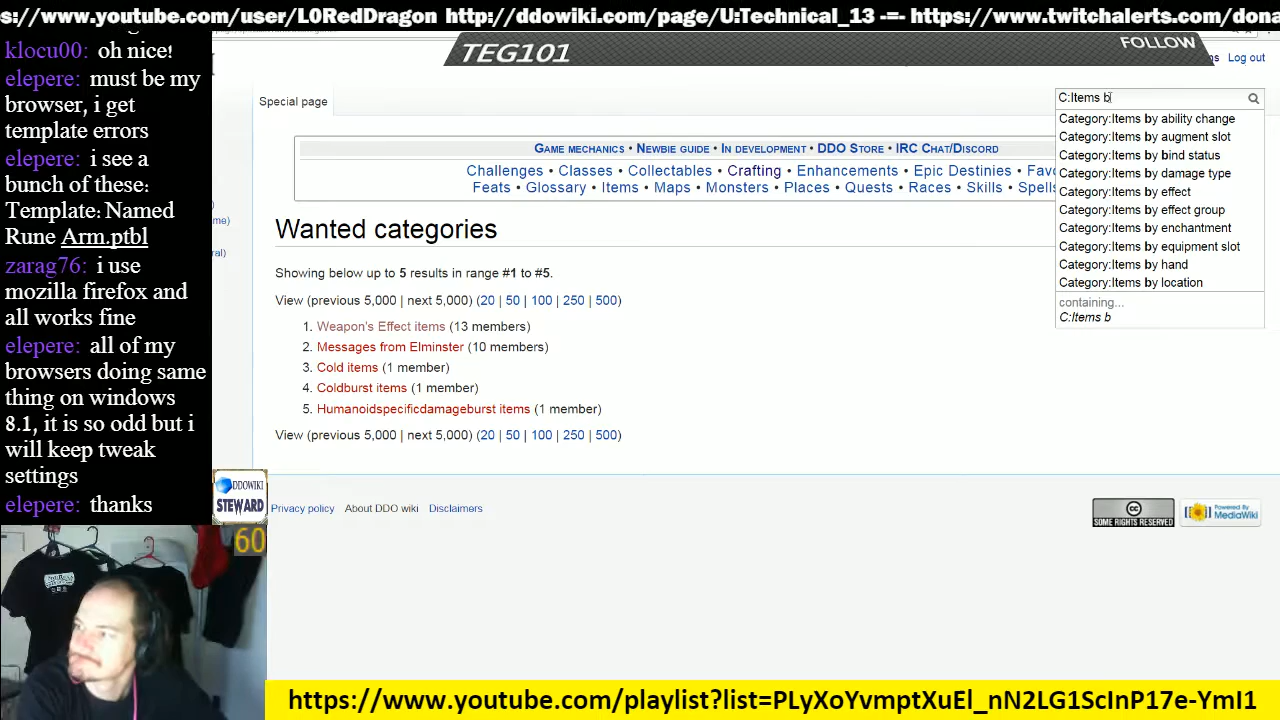 s://www.youtube.com/user/L0RedDragon http://ddowiki.com/page/U:Technical_13 -=- https://www.twitchalerts.com/dona
klocu00: oh nice!
elepere: must be my
browser, i get
template errors
elepere: i see a
bunch of these:
Template: Named
Rune Arm.ptbl
zarag76: i use
mozilla firefox and
all works fine
elepere: all of my
browsers doing same
thing on windows
8.1, it is so odd but i
will keep tweak
settings
elepere: thanks
TEG101
FOLLOW
ns Log out
Special page
C:Items b
Category:Items by ability change
Category:Items by augment slot
Category:Items by bind status
Category:Items by damage type
Category:Items by effect
Category:Items by effect group
Category:Items by enchantment
Category:Items by equipment slot
Category:Items by hand
Category:Items by location
containing...
C:Items b
Game mechanics • Newbie guide • In development • DDO Store • IRC Chat/Discord
Challenges • Classes • Collectables • Crafting • Enhancements • Epic Destinies • Favo
Feats • Glossary • Items • Maps • Monsters • Places • Quests • Races • Skills • Spells
me)
ral)
Wanted categories
Showing below up to 5 results in range #1 to #5.
View (previous 5,000 | next 5,000) (20 | 50 | 100 | 250 | 500)
1. Weapon's Effect items (13 members)
2. Messages from Elminster (10 members)
3. Cold items (1 member)
4. Coldburst items (1 member)
5. Humanoidspecificdamageburst items (1 member)
View (previous 5,000 | next 5,000) (20 | 50 | 100 | 250 | 500)
DDOWIKI
STEWARD
Privacy policy About DDO wiki Disclaimers
CC
SOME RIGHTS RESERVED
Powered By
MediaWiki
60
https://www.youtube.com/playlist?list=PLyXoYvmptXuEl_nN2LG1ScInP17e-YmI1